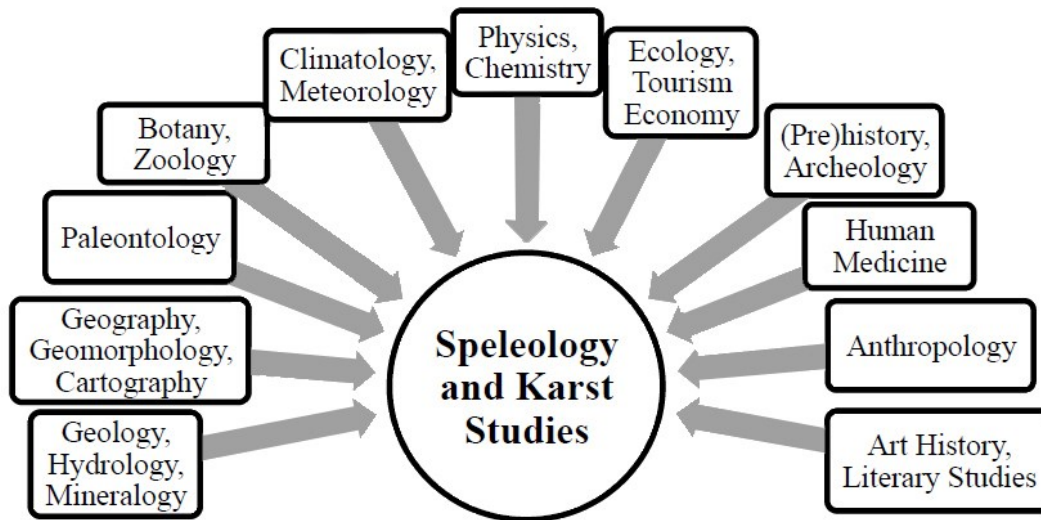 Physics,
Chemistry
Climatology,
Meteorology
Ecology,
Tourism
Economy
Botany,
Zoology
(Pre)history,
Archeology
Paleontology
Human
Medicine
Geography,
Geomorphology,
Cartography
Anthropology
Geology,
Hydrology,
Mineralogy
Art History,
Literary Studies
Speleology
and Karst
Studies